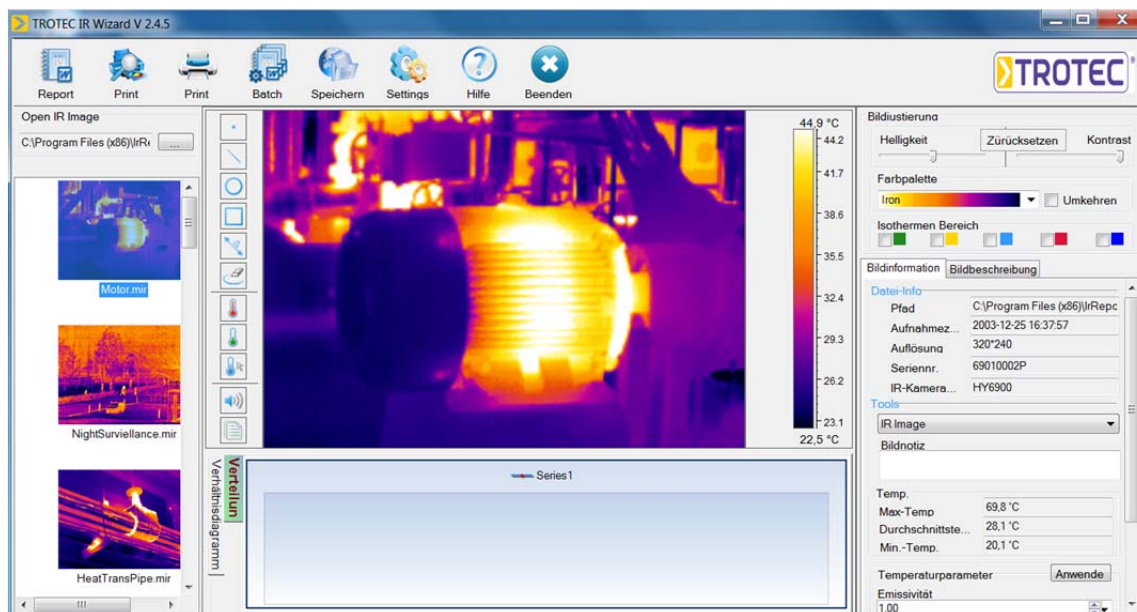 TROTEC IR Wizard V 2.4.5
Report
Print
Print
Batch
Speichern
Settings
Hilfe
Beenden
TROTEC
Open IR Image
C:\Program Files (x86)\IrRe
...
Motor.mir
NightSurviellance.mir
HeatTransPipe.mir
44,9 °C
44.2
41.7
38.6
35.5
32.4
29.3
26.2
23.1
22,5 °C
Verteilun
Verhältnisdiagramm
Series1
Bildjustierung
Helligkeit
Zürücksetzen
Kontrast
Farbpalette
Iron
Umkehren
Isothermen Bereich
Bildinformation
Bildbeschreibung
Datei-Info
Pfad
C:\Program Files (x86)\IrRepc
Aufnahmez...
2003-12-25 16:37:57
Auflösung
320*240
Seriennr.
69010002P
IR-Kamera...
HY6900
Tools
IR Image
Bildnotiz
Temp.
Max-Temp
69,8 °C
Durchschnittste...
28,1 °C
Min.-Temp.
20,1 °C
Temperaturparameter
Anwende
Emissivität
1.00